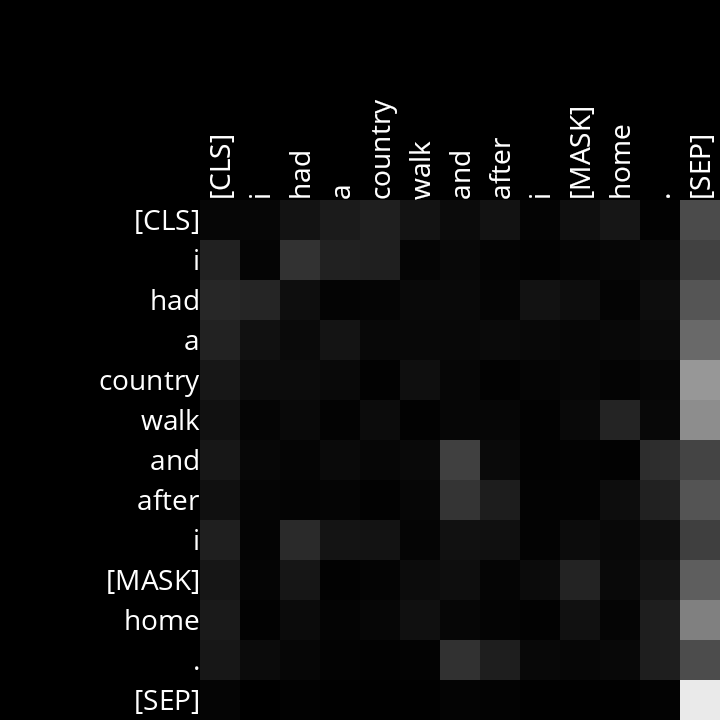 [CLS] i had a country walk and after i [MASK] home . [SEP]
[CLS]
i
had
a
country
walk
and
after
i
[MASK]
home
.
[SEP]